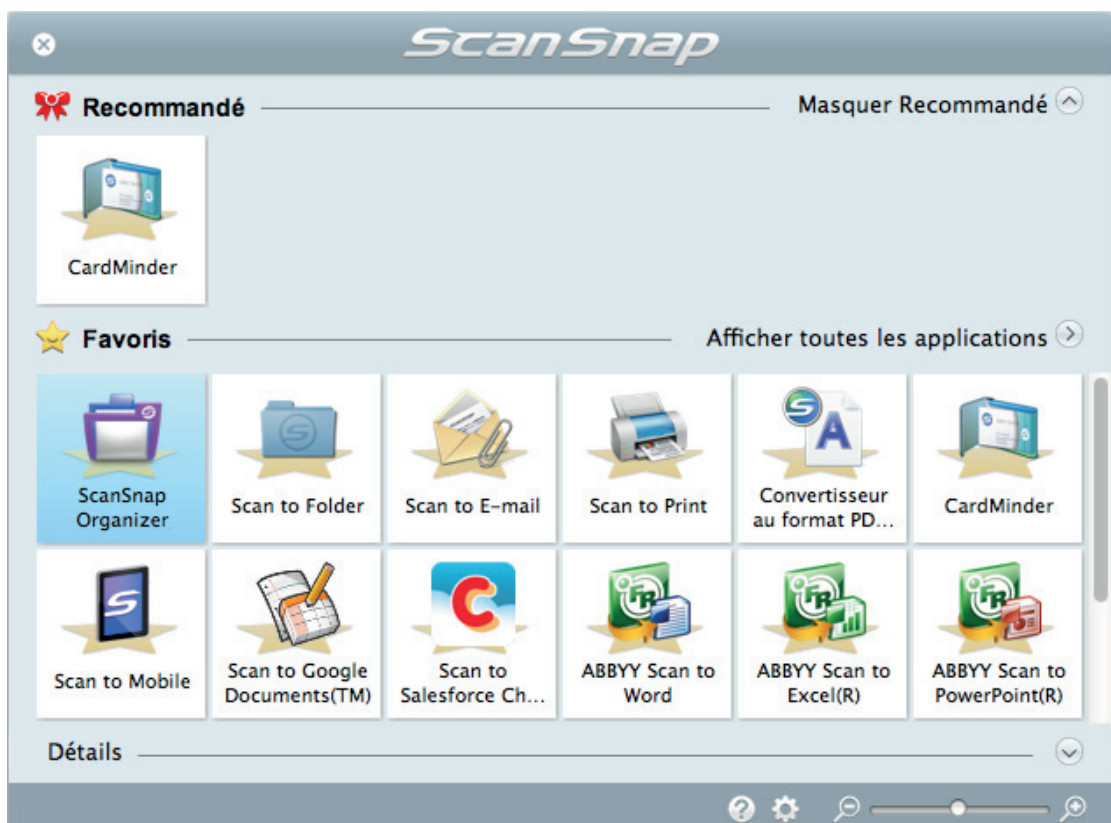 ScanSnap
Recommandé
Masquer Recommandé
CardMinder
Favoris
Afficher toutes les applications
ScanSnap
Organizer
Scan to Folder
Scan to E-mail
Scan to Print
Convertisseur
au format PD...
CardMinder
Scan to Mobile
Scan to Google
Documents(TM)
Scan to
Salesforce Ch...
ABBYY Scan to
Word
ABBYY Scan to
Excel(R)
ABBYY Scan to
PowerPoint(R)
Détails